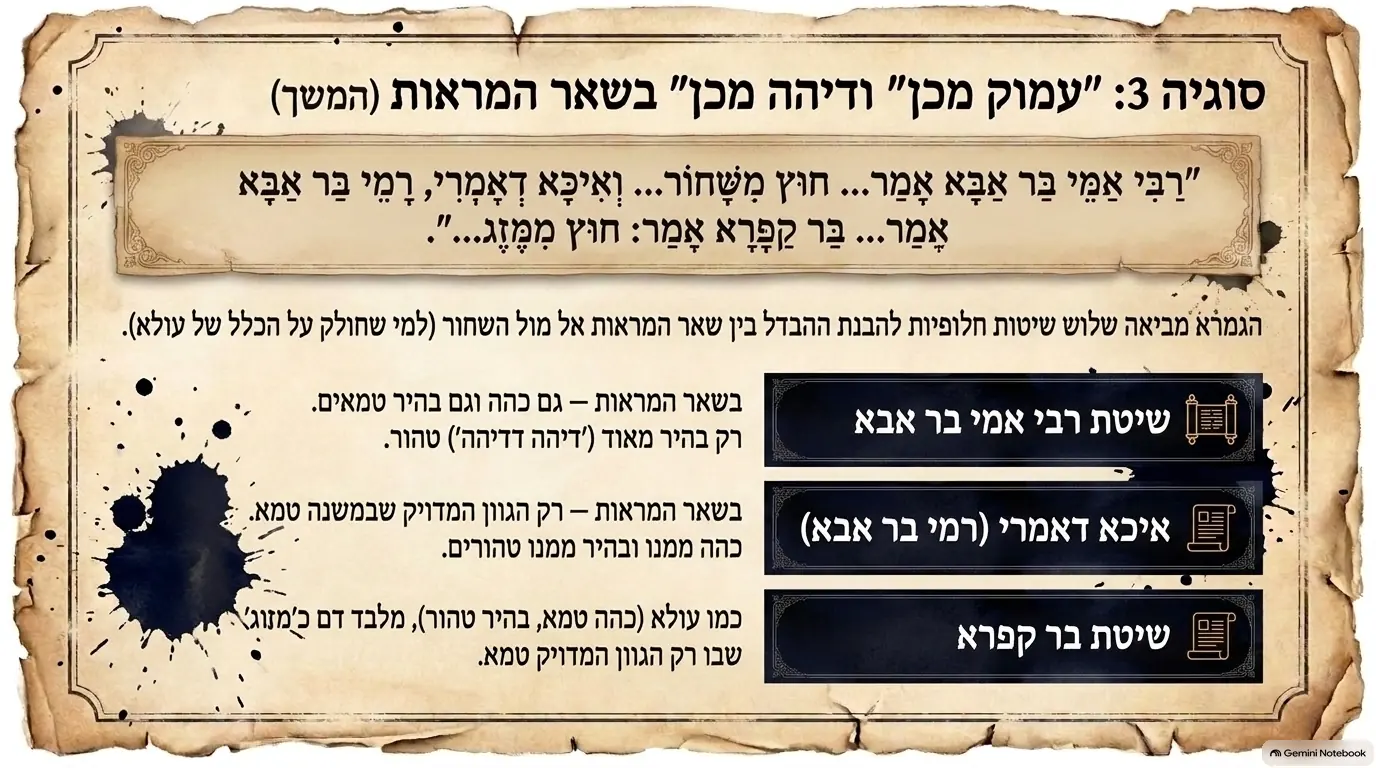 סוגיה 3: "עמוק מכן" ודיהה מכן" בשאר המראות (המשך)
"רַבִּי אַמֵּי בַּר אַבָּא אָמַר... חוּץ מִשָּׁחוֹר... וְאִיכָּא דְאָמְרִי, רָמֵי בַּר אַבָּא
אָמַר... בַּר קַפָּרָא אָמַר: חוּץ מִמֶּזֶג...".
הגמרא מביאה שלוש שיטות חלופיות להבנת ההבדל בין שאר המראות אל מול השחור (למי שחולק על הכלל של עולא).
שיטת רבי אמי בר אבא
בשאר המראות – גם כהה וגם בהיר טמאים.
רק בהיר מאוד ('דיהה דדיהה') טהור.
איכא דאמרי (רמי בר אבא)
בשאר המראות – רק הגוון המדויק שבמשנה טמא.
כהה ממנו ובהיר ממנו טהורים.
שיטת בר קפרא
כמו עולא (כהה טמא, בהיר טהור), מלבד דם כ'מזוג'
שבו רק הגוון המדויק טמא.
Gemini Notebook